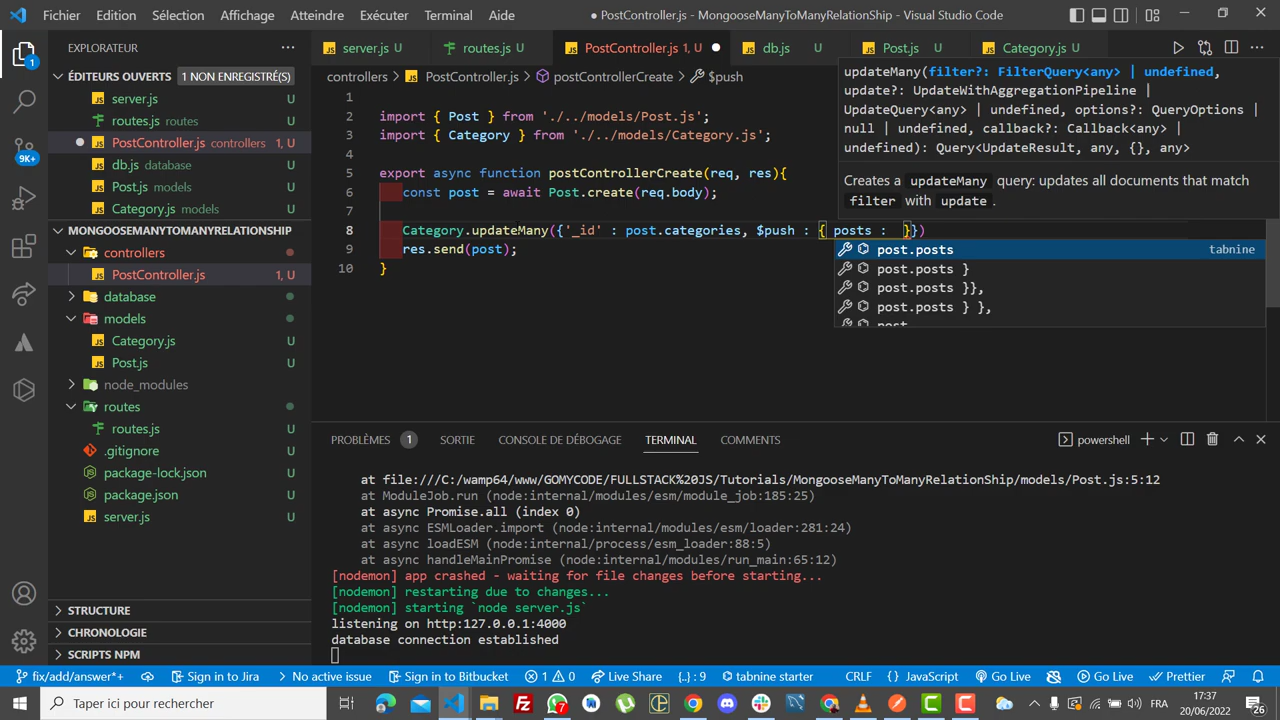 Fichier Edition Sélection Affichage Atteindre Exécuter Terminal Aide
● PostController.js - MongooseManyToManyRelationShip - Visual Studio Code
EXPLORATEUR
ÉDITEURS OUVERTS 1 NON ENREGISTRÉ(S)
server.js U
routes.js routes U
PostController.js controllers 1, U
db.js database U
Post.js models U
Category.js models U
MONGOOSEMANYTOMANYRELATIONSHIP
controllers
PostController.js 1, U
database
models
Category.js U
Post.js U
node_modules
routes
routes.js U
.gitignore U
package-lock.json U
package.json U
server.js U
STRUCTURE
CHRONOLOGIE
SCRIPTS NPM
1
9K+
server.js U
routes.js U
PostController.js 1, U
db.js U
Post.js U
Category.js U
controllers > PostController.js > postControllerCreate > $push
1
2 import { Post } from './../models/Post.js';
3 import { Category } from './../models/Category.js';
4
5 export async function postControllerCreate(req, res){
6 const post = await Post.create(req.body);
7
8 Category.updateMany({'_id' : post.categories, $push : { posts :  }})
9 res.send(post);
10 }
updateMany(filter?: FilterQuery<any> | undefined,
update?: UpdateWithAggregationPipeline |
UpdateQuery<any> | undefined, options?: QueryOptions |
null | undefined, callback?: Callback<any> |
undefined): Query<UpdateResult, any, {}, any>
Creates a updateMany query: updates all documents that match
filter with update .
post.posts tabnine
post.posts }
post.posts }},
post.posts } },
post
PROBLÈMES 1 SORTIE CONSOLE DE DÉBOGAGE TERMINAL COMMENTS
powershell
at file:///C:/wamp64/www/GOMYCODE/FULLSTACK%20JS/Tutorials/MongooseManyToManyRelationShip/models/Post.js:5:12
at ModuleJob.run (node:internal/modules/esm/module_job:185:25)
at async Promise.all (index 0)
at async ESMLoader.import (node:internal/modules/esm/loader:281:24)
at async loadESM (node:internal/process/esm_loader:88:5)
at async handleMainPromise (node:internal/modules/run_main:65:12)
[nodemon] app crashed - waiting for file changes before starting...
[nodemon] restarting due to changes...
[nodemon] starting `node server.js`
listening on http:127.0.0.1:4000
database connection established
fix/add/answer*+ Sign in to Jira No active issue Sign in to Bitbucket 1 0 Live Share {..} : 9 tabnine starter CRLF JavaScript Go Live Go Live Prettier
Taper ici pour rechercher
7
FRA
17:37
20/06/2022
26